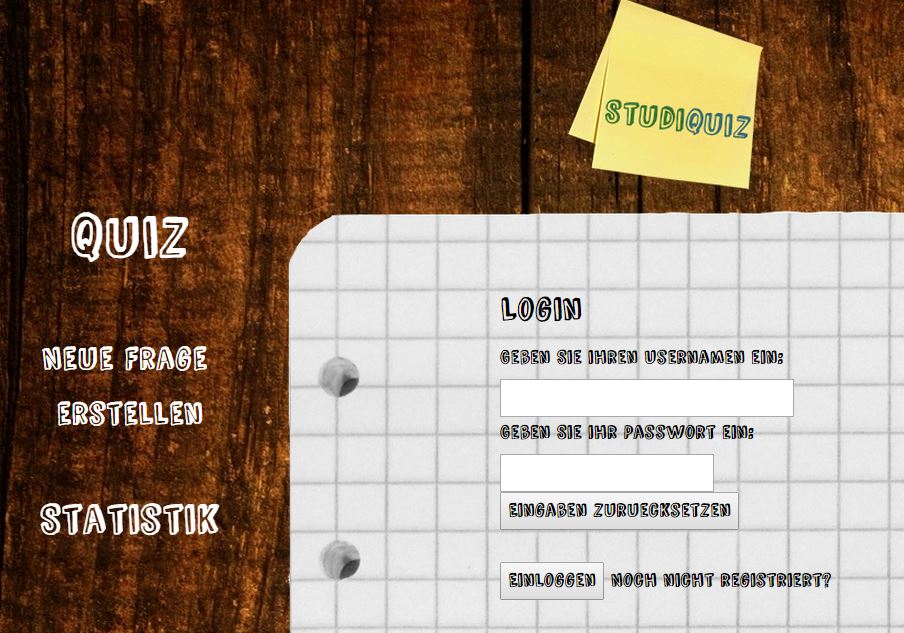 STUDIQUIZ
QUIZ
NEUE FRAGE
ERSTELLEN
STATISTIK
LOGIN
GEBEN SIE IHREN USERNAMEN EIN:
GEBEN SIE IHR PASSWORT EIN:
EINGABEN ZURUECKSETZEN
EINLOGGEN NOCH NICHT REGISTRIERT?